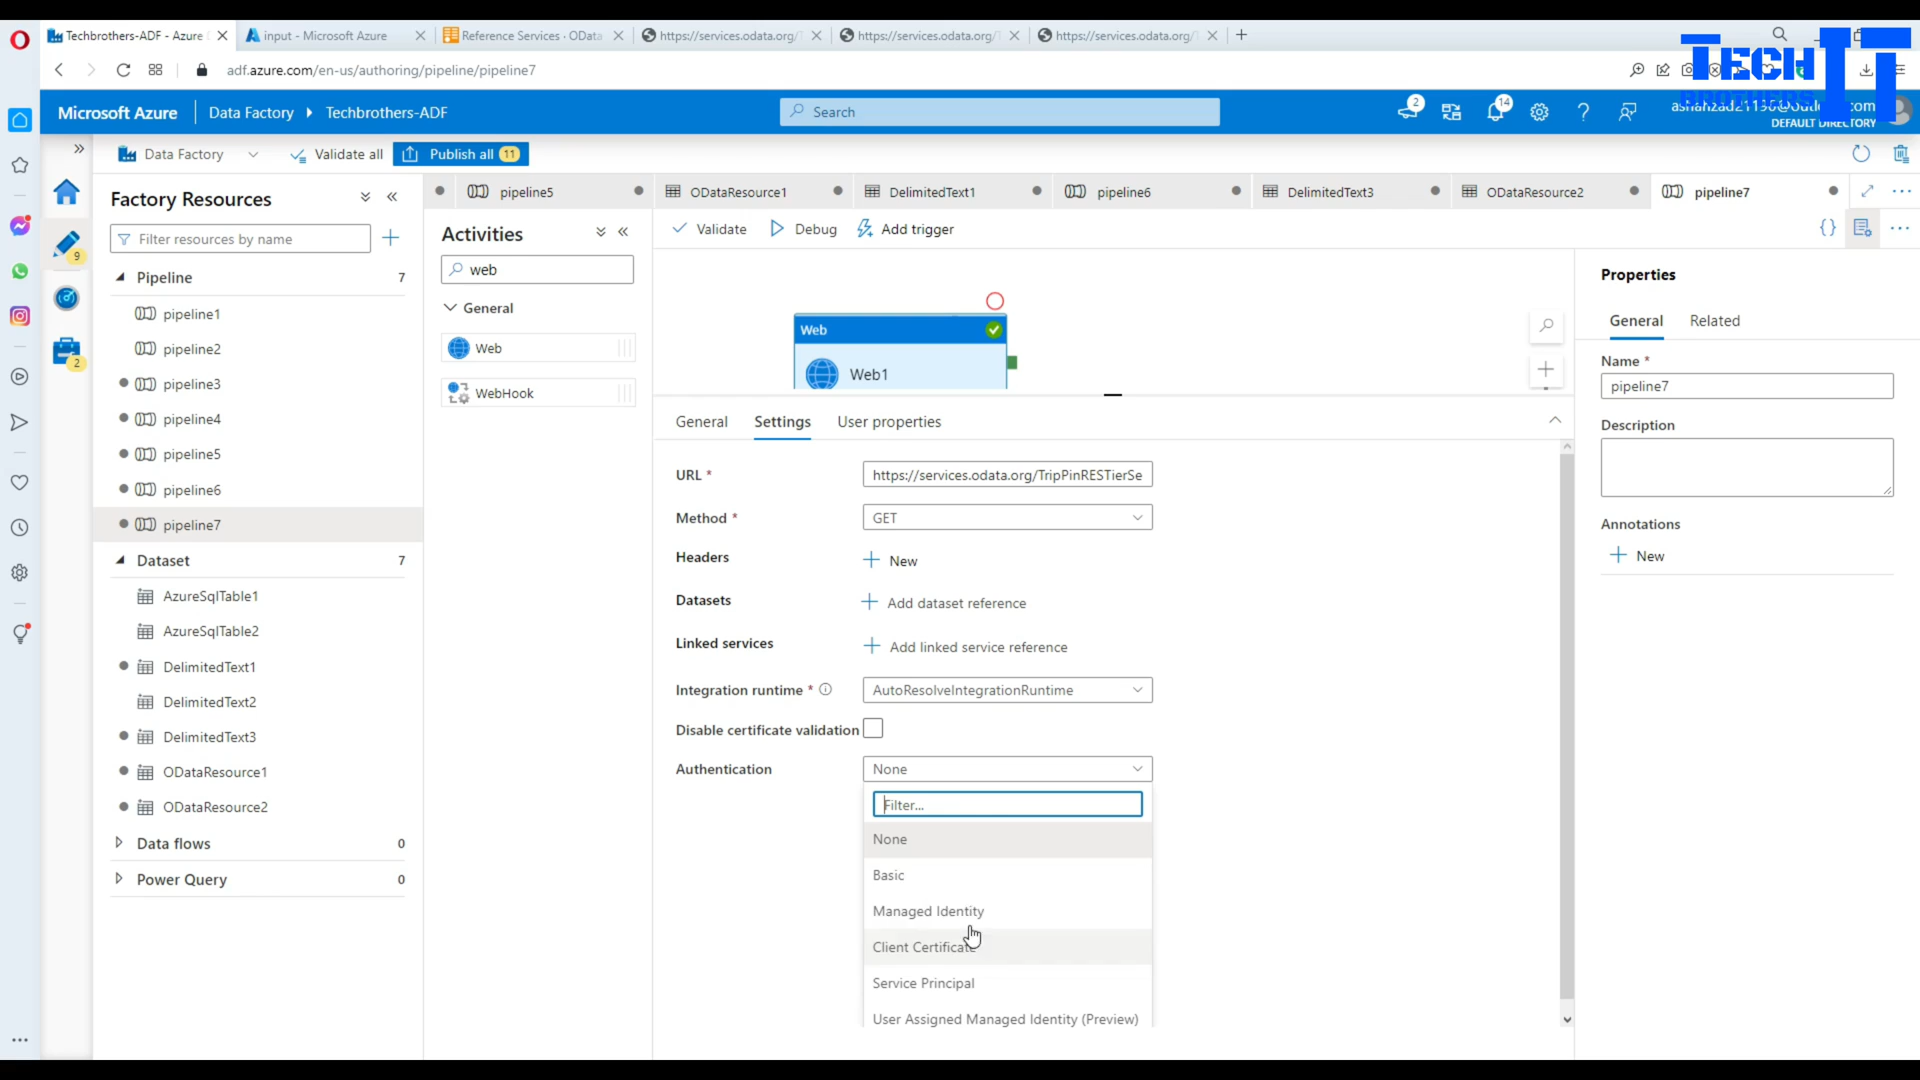 Techbrothers-ADF - Azure
input - Microsoft Azure
Reference Services · OData
https://services.odata.org/
https://services.odata.org/
https://services.odata.org/
adf.azure.com/en-us/authoring/pipeline/pipeline7
TECH IT
BROTHERS
Microsoft Azure
Data Factory
Techbrothers-ADF
Search
2
14
DEFAULT DIRECTORY
Data Factory
Validate all
Publish all
11
Factory Resources
Filter resources by name
9
2
Pipeline
7
pipeline1
pipeline2
pipeline3
pipeline4
pipeline5
pipeline6
pipeline7
Dataset
7
AzureSqlTable1
AzureSqlTable2
DelimitedText1
DelimitedText2
DelimitedText3
ODataResource1
ODataResource2
Data flows
0
Power Query
0
pipeline5
ODataResource1
DelimitedText1
pipeline6
DelimitedText3
ODataResource2
pipeline7
Activities
web
General
Web
WebHook
Validate
Debug
Add trigger
Web
Web1
General
Settings
User properties
URL *
https://services.odata.org/TripPinRESTierSe
Method *
GET
Headers
New
Datasets
Add dataset reference
Linked services
Add linked service reference
Integration runtime *
AutoResolveIntegrationRuntime
Disable certificate validation
Authentication
None
Filter...
None
Basic
Managed Identity
Client Certificate
Service Principal
User Assigned Managed Identity (Preview)
Properties
General
Related
Name *
pipeline7
Description
Annotations
New